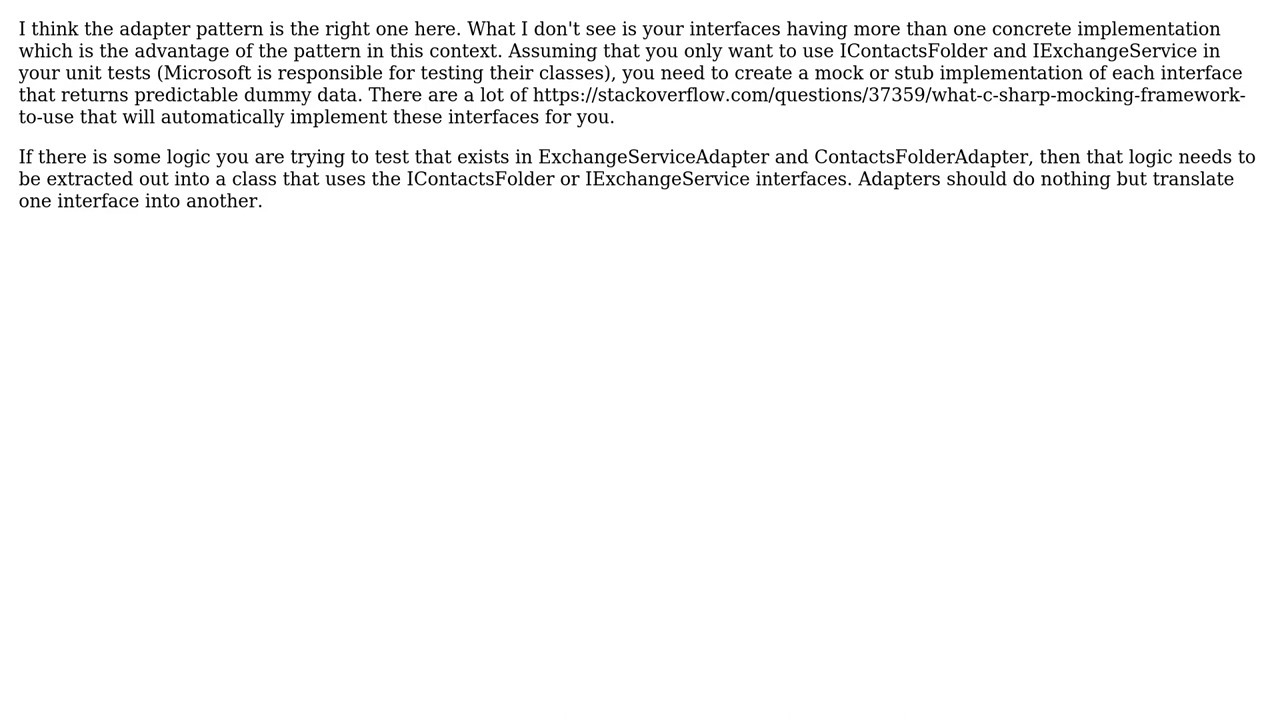 I think the adapter pattern is the right one here. What I don't see is your interfaces having more than one concrete implementation
which is the advantage of the pattern in this context. Assuming that you only want to use IContactsFolder and IExchangeService in
your unit tests (Microsoft is responsible for testing their classes), you need to create a mock or stub implementation of each interface
that returns predictable dummy data. There are a lot of https://stackoverflow.com/questions/37359/what-c-sharp-mocking-framework-
to-use that will automatically implement these interfaces for you.
If there is some logic you are trying to test that exists in ExchangeServiceAdapter and ContactsFolderAdapter, then that logic needs to
be extracted out into a class that uses the IContactsFolder or IExchangeService interfaces. Adapters should do nothing but translate
one interface into another.